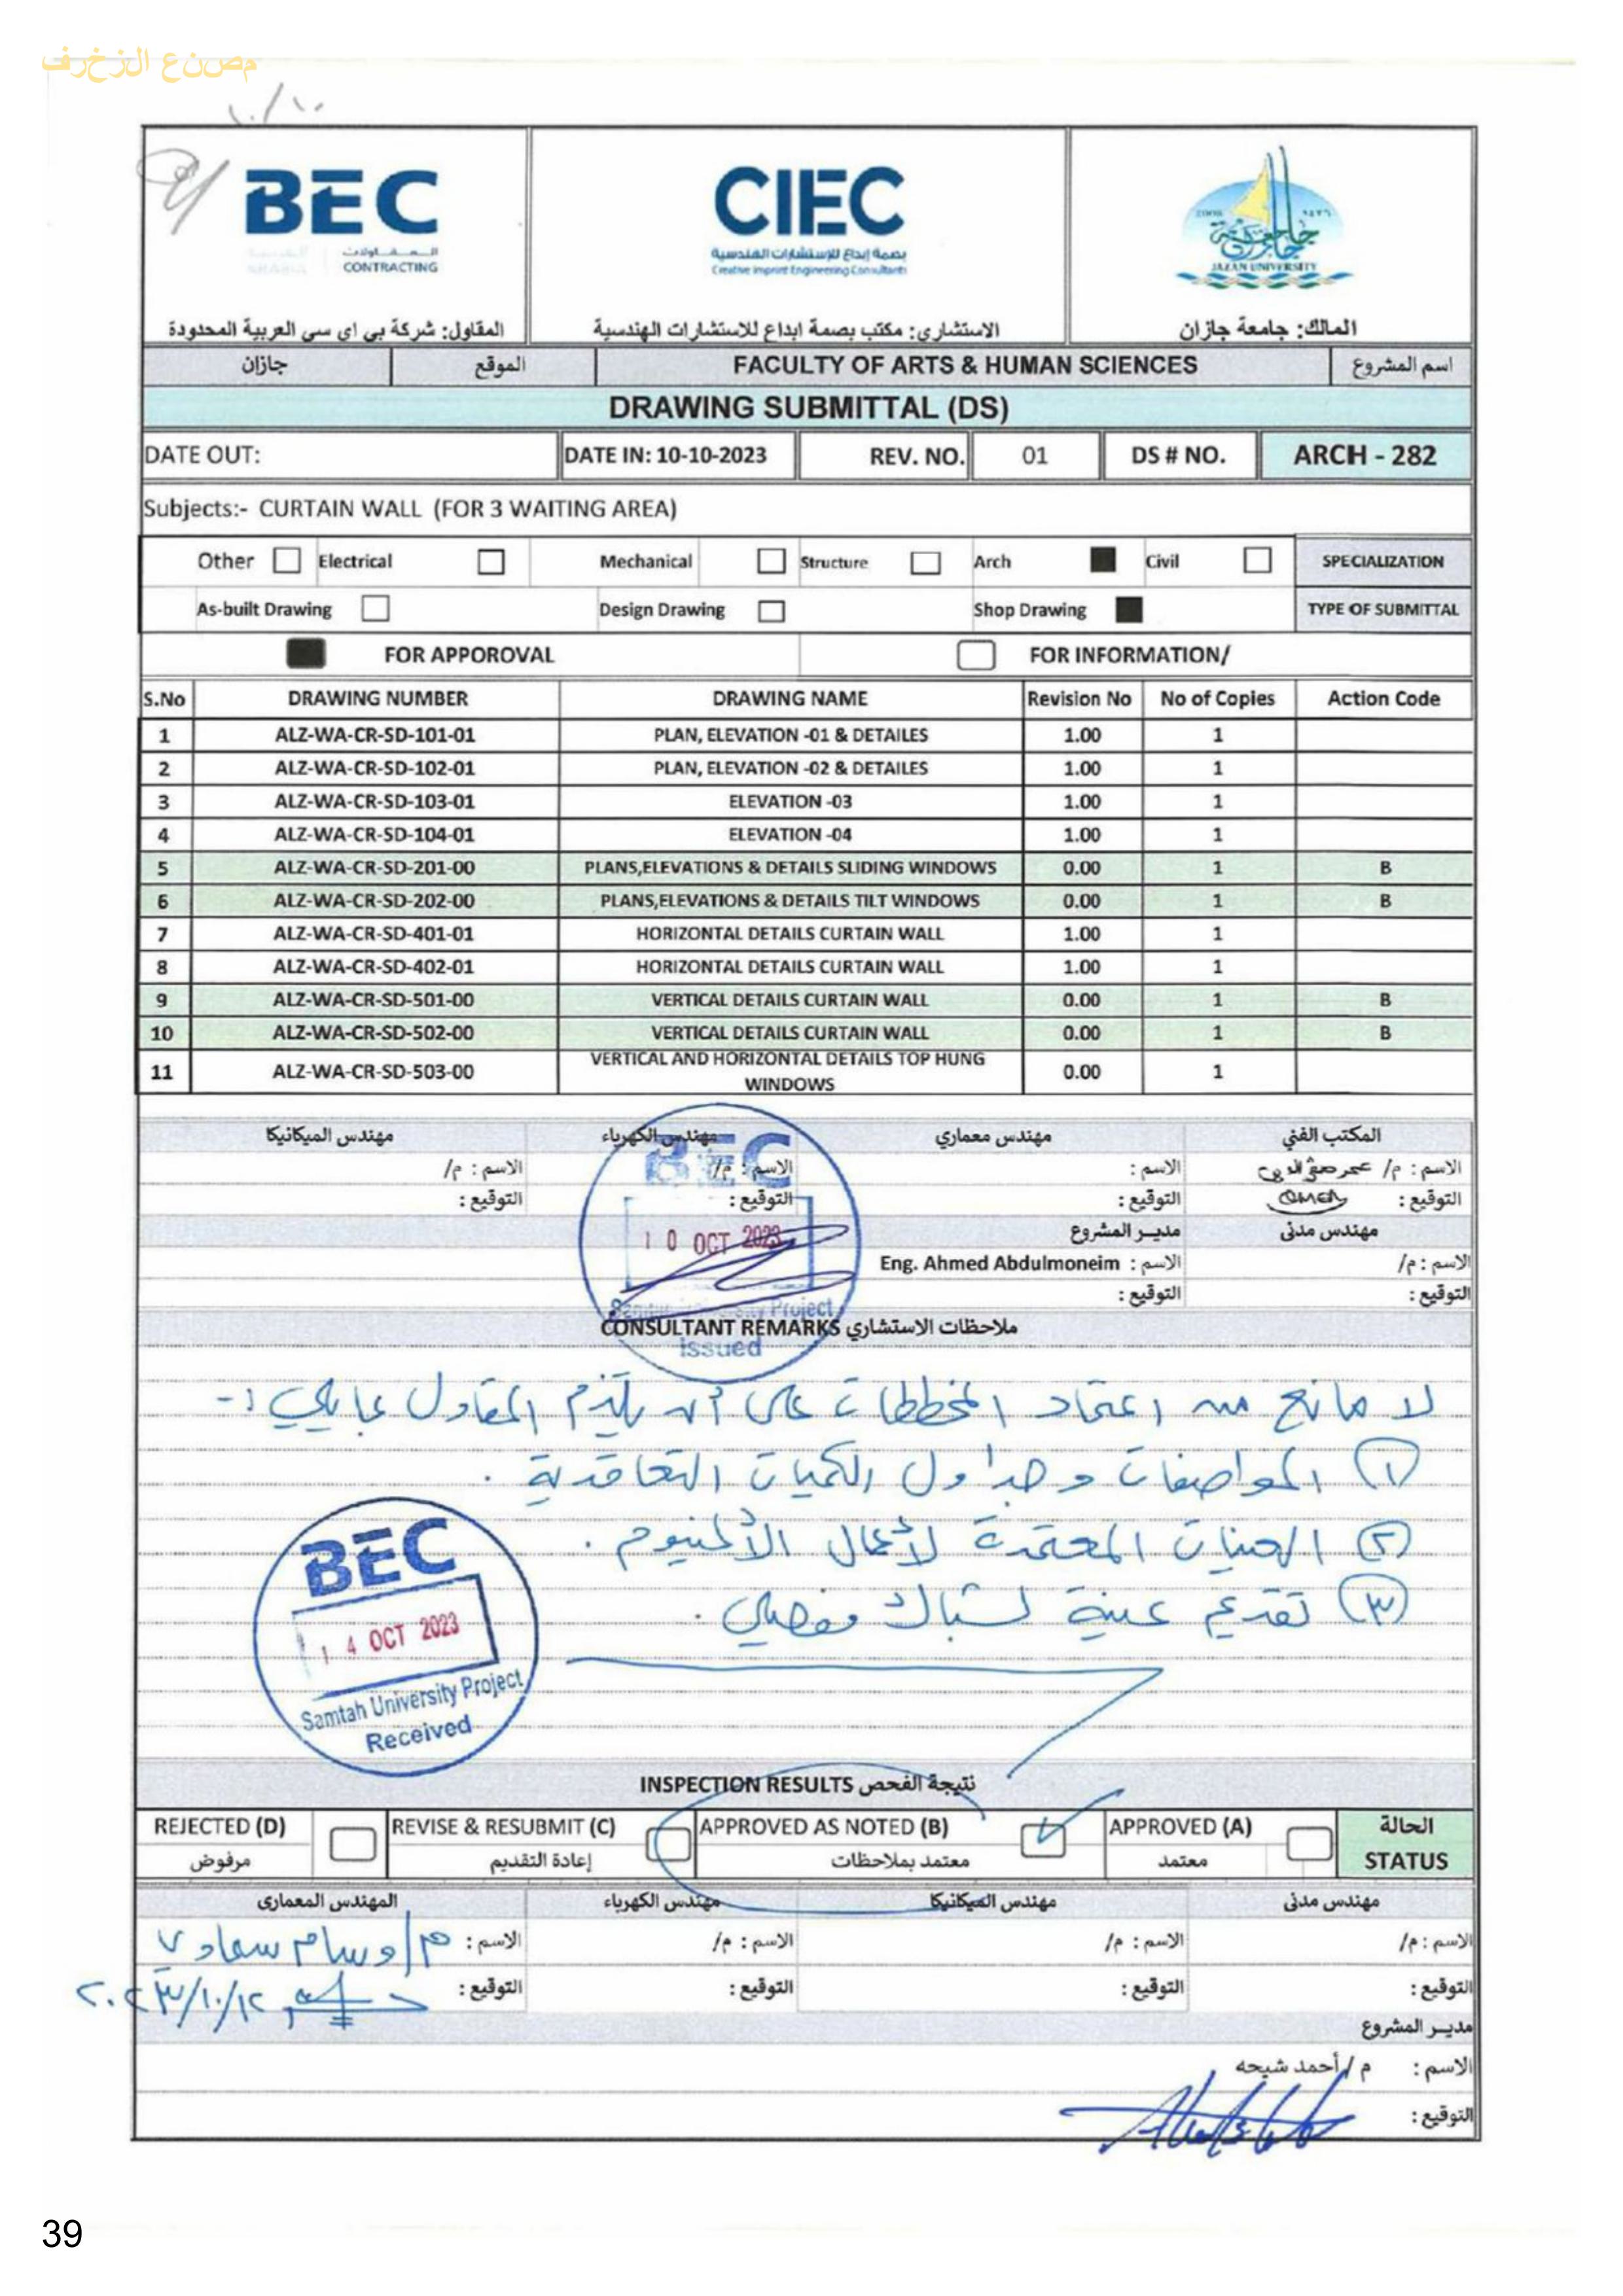 مصنع الزخرف
١٠/١٠
BEC
المقاولات
CONTRACTING
المقاول: شركة بي اي سي العربية المحدودة
CIEC
بصمة إبداع للإستشارات الهندسية
Creative Imprint Engineering Consultants
الاستشاري: مكتب بصمة ابداع للاستشارات الهندسية
JAZAN UNIVERSITY
المالك: جامعة جازان
اسم المشروع FACULTY OF ARTS & HUMAN SCIENCES الموقع جازان
DRAWING SUBMITTAL (DS)
DATE OUT: DATE IN: 10-10-2023 REV. NO. 01 DS # NO. ARCH - 282
Subjects:- CURTAIN WALL (FOR 3 WAITING AREA)
Other Electrical Mechanical Structure Arch Civil SPECIALIZATION
As-built Drawing Design Drawing Shop Drawing TYPE OF SUBMITTAL
FOR APPOROVAL FOR INFORMATION/
S.No DRAWING NUMBER DRAWING NAME Revision No No of Copies Action Code
1 ALZ-WA-CR-SD-101-01 PLAN, ELEVATION -01 & DETAILES 1.00 1
2 ALZ-WA-CR-SD-102-01 PLAN, ELEVATION -02 & DETAILES 1.00 1
3 ALZ-WA-CR-SD-103-01 ELEVATION -03 1.00 1
4 ALZ-WA-CR-SD-104-01 ELEVATION -04 1.00 1
5 ALZ-WA-CR-SD-201-00 PLANS,ELEVATIONS & DETAILS SLIDING WINDOWS 0.00 1 B
6 ALZ-WA-CR-SD-202-00 PLANS,ELEVATIONS & DETAILS TILT WINDOWS 0.00 1 B
7 ALZ-WA-CR-SD-401-01 HORIZONTAL DETAILS CURTAIN WALL 1.00 1
8 ALZ-WA-CR-SD-402-01 HORIZONTAL DETAILS CURTAIN WALL 1.00 1
9 ALZ-WA-CR-SD-501-00 VERTICAL DETAILS CURTAIN WALL 0.00 1 B
10 ALZ-WA-CR-SD-502-00 VERTICAL DETAILS CURTAIN WALL 0.00 1 B
11 ALZ-WA-CR-SD-503-00 VERTICAL AND HORIZONTAL DETAILS TOP HUNG WINDOWS 0.00 1
المكتب الفني مهندس معماري مهندس الكهرباء مهندس الميكانيكا
الاسم : م/ عمر الاسم : الاسم : م/ الاسم : م/
التوقيع : OMER التوقيع : التوقيع : التوقيع :
مهندس مدنى مديـر المشروع
الاسم : م/ الاسم : Eng. Ahmed Abdulmoneim
التوقيع : التوقيع :
BEC
10 OCT 2023
Samtah University Project
Issued
CONSULTANT REMARKS ملاحظات الاستشاري
لا مانع من اعتماد المخططات على أن يلتزم المقاول بما يلي :-
١ المواصفات وجداول الكميات التعاقدية .
٢ العينات المعتمدة لأعمال الألمنيوم .
٣ تقديم عينة لشباك مفصلي .
BEC
14 OCT 2023
Samtah University Project
Received
INSPECTION RESULTS نتيجة الفحص
REJECTED (D) REVISE & RESUBMIT (C) APPROVED AS NOTED (B) APPROVED (A) الحالة
مرفوض إعادة التقديم معتمد بملاحظات معتمد STATUS
مهندس مدنى مهندس الميكانيكا مهندس الكهرباء المهندس المعمارى
الاسم : م/ الاسم : م/ الاسم : م/ الاسم : م/ وسام سعادي
التوقيع : التوقيع : التوقيع : التوقيع : ٢٠٢٣/١٠/١٢
مديـر المشروع
الاسم : م / أحمد شيحه
التوقيع :
39